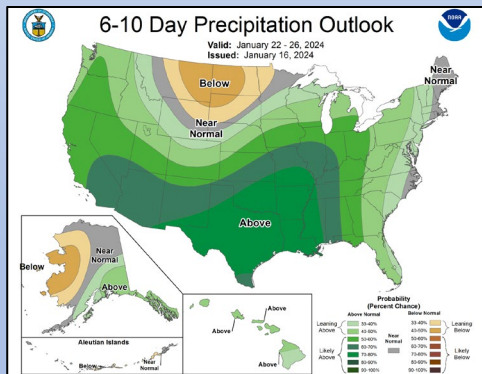 6-10 Day Precipitation Outlook
Valid: January 22 - 26, 2024
Issued: January 16, 2024
NOAA
Below
Near
Normal
Near
Normal
Above
Near
Normal
Below
Above
Aleutian Islands
Below
Near
Normal
Above
Above
Above
Probability
(Percent Chance)
Above Normal
Below Normal
Leaning
Above
Likely
Above
33-40%
40-50%
50-60%
60-70%
70-80%
80-90%
90-100%
Near
Normal
33-40%
40-50%
50-60%
60-70%
70-80%
80-90%
90-100%
Leaning
Below
Likely
Below